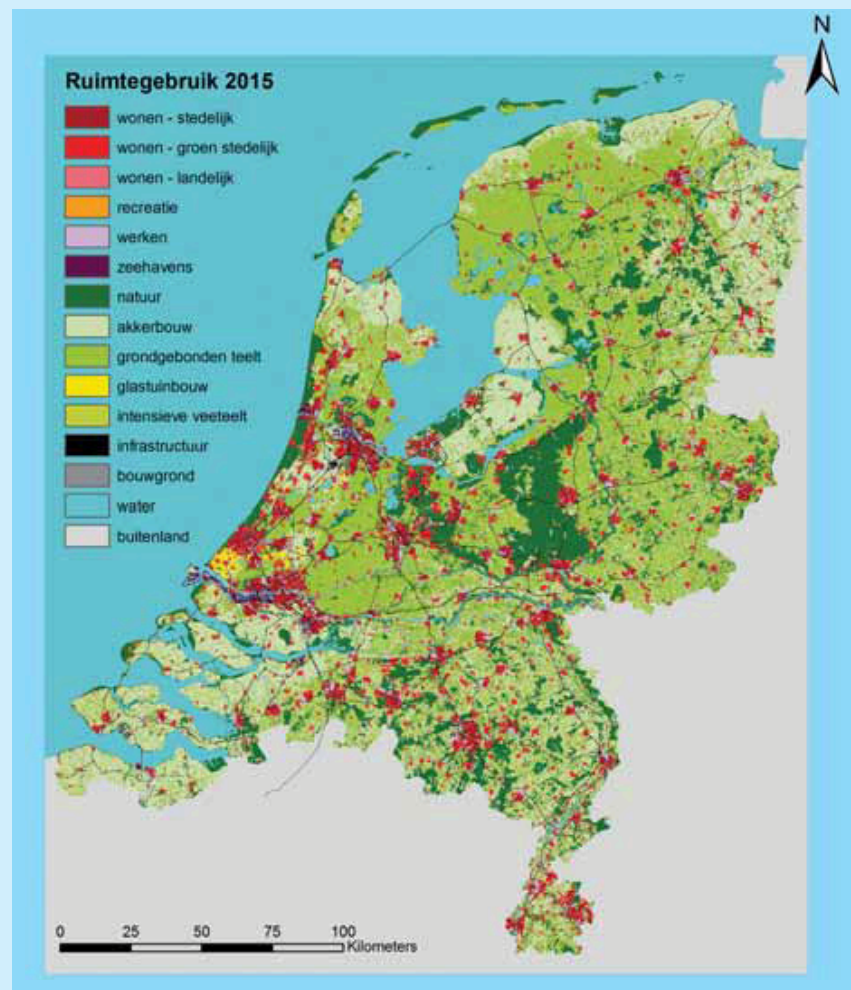 N
Ruimtegebruik 2015
wonen - stedelijk
wonen - groen stedelijk
wonen - landelijk
recreatie
werken
zeehavens
natuur
akkerbouw
grondgebonden teelt
glastuinbouw
intensieve veeteelt
infrastructuur
bouwgrond
water
buitenland
0 25 50 75 100
Kilometers